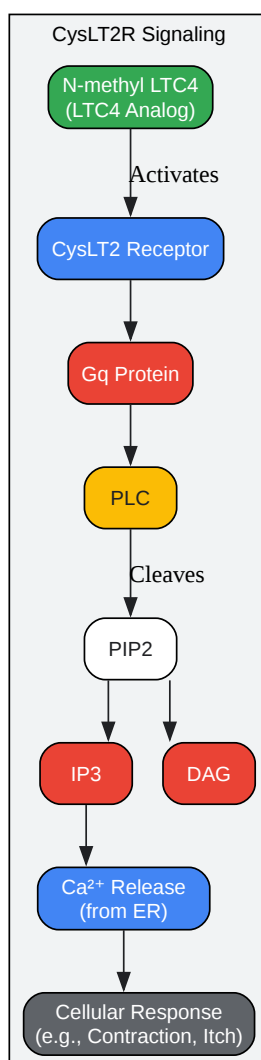 CysLT2R Signaling
N-methyl LTC4
(LTC4 Analog)
Activates
CysLT2 Receptor
Gq Protein
PLC
Cleaves
PIP2
IP3
DAG
Ca²⁺ Release
(from ER)
Cellular Response
(e.g., Contraction, Itch)